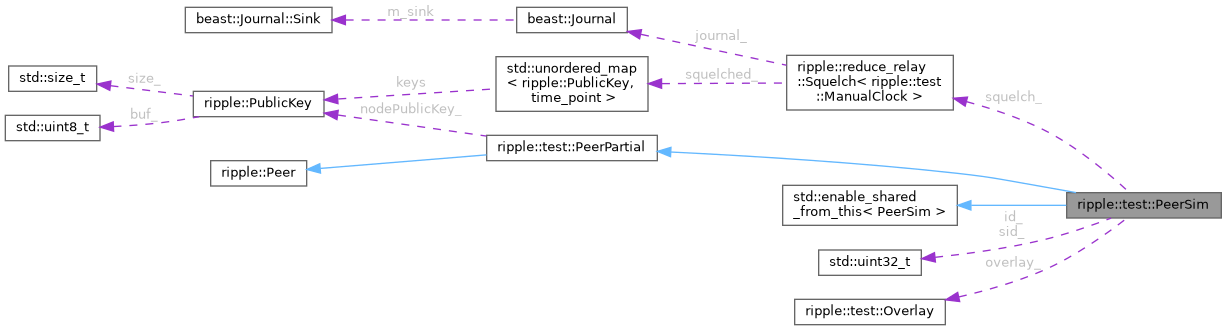 beast::Journal::Sink
m_sink
beast::Journal
journal_
std::size_t
size_
ripple::PublicKey
keys
std::unordered_map
< ripple::PublicKey,
time_point >
squelched_
ripple::reduce_relay
::Squelch< ripple::test
::ManualClock >
squelch_
std::uint8_t
buf_
nodePublicKey_
ripple::test::PeerPartial
ripple::Peer
std::enable_shared
_from_this< PeerSim >
ripple::test::PeerSim
id_
sid_
std::uint32_t
overlay_
ripple::test::Overlay